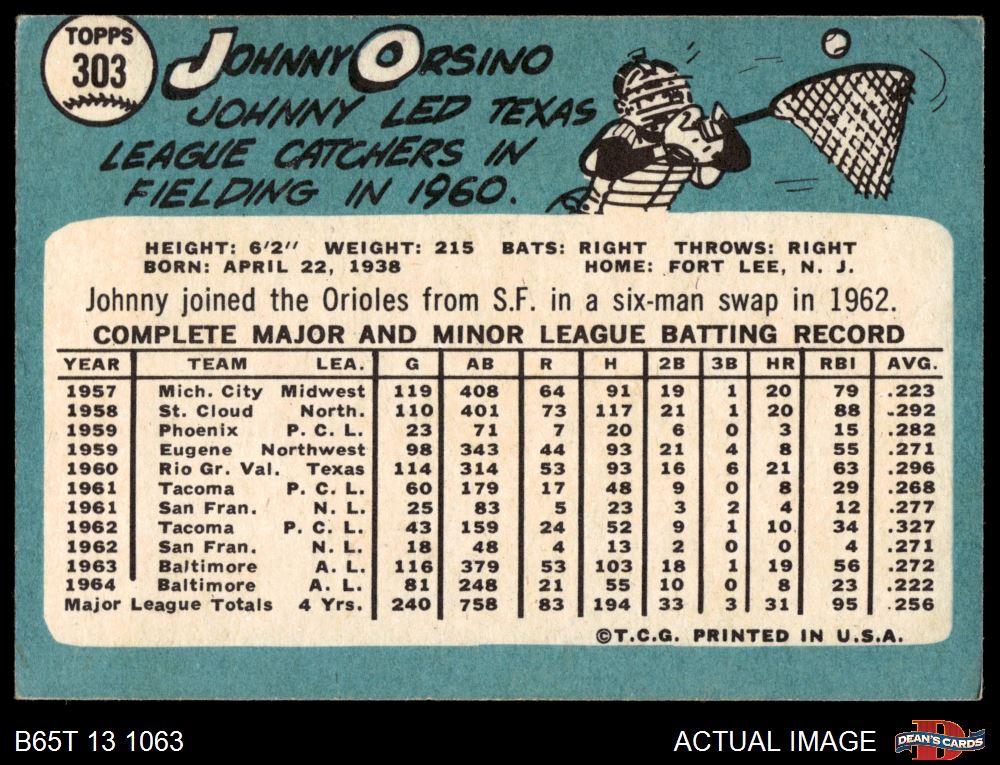 TOPPS
303
JOHNNY ORSINO
JOHNNY LED TEXAS
LEAGUE CATCHERS IN
FIELDING IN 1960.
HEIGHT: 6'2" WEIGHT: 215 BATS: RIGHT THROWS: RIGHT
BORN: APRIL 22, 1938 HOME: FORT LEE, N. J.
Johnny joined the Orioles from S.F. in a six-man swap in 1962.
COMPLETE MAJOR AND MINOR LEAGUE BATTING RECORD
YEAR TEAM LEA. G AB R H 2B 3B HR RBI AVG.
1957 Mich. City Midwest 119 408 64 91 19 1 20 79 .223
1958 St. Cloud North. 110 401 73 117 21 1 20 88 .292
1959 Phoenix P. C. L. 23 71 7 20 6 0 3 15 .282
1959 Eugene Northwest 98 343 44 93 21 4 8 55 .271
1960 Rio Gr. Val. Texas 114 314 53 93 16 6 21 63 .296
1961 Tacoma P. C. L. 60 179 17 48 9 0 8 29 .268
1961 San Fran. N. L. 25 83 5 23 3 2 4 12 .277
1962 Tacoma P. C. L. 43 159 24 52 9 1 10 34 .327
1962 San Fran. N. L. 18 48 4 13 2 0 0 4 .271
1963 Baltimore A. L. 116 379 53 103 18 1 19 56 .272
1964 Baltimore A. L. 81 248 21 55 10 0 8 23 .222
Major League Totals 4 Yrs. 240 758 83 194 33 3 31 95 .256
©T.C.G. PRINTED IN U.S.A.
B65T 13 1063
ACTUAL IMAGE
DEAN'S CARDS